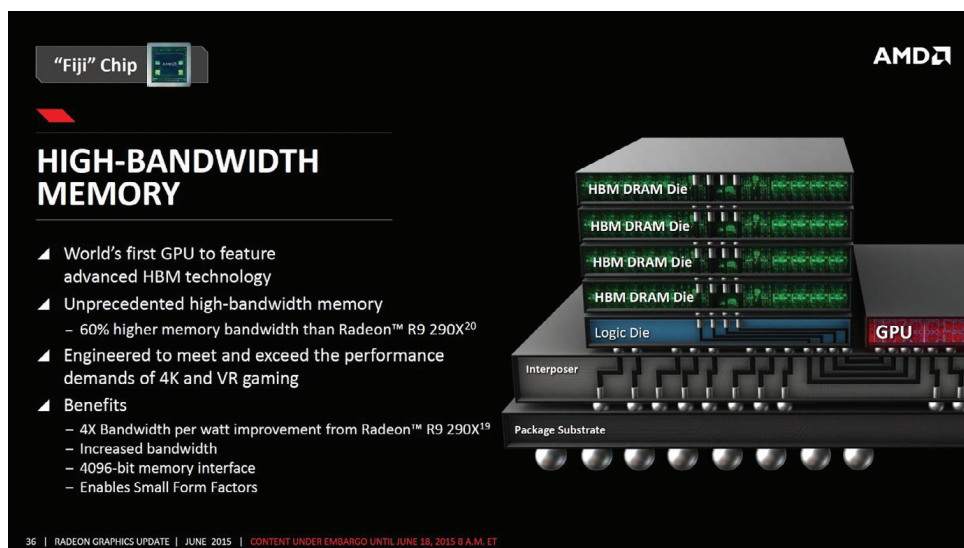 "Fiji" Chip
AMD
HIGH-BANDWIDTH
MEMORY
World's first GPU to feature
advanced HBM technology
Unprecedented high-bandwidth memory
– 60% higher memory bandwidth than Radeon™ R9 290X20
Engineered to meet and exceed the performance
demands of 4K and VR gaming
Benefits
– 4X Bandwidth per watt improvement from Radeon™ R9 290X19
– Increased bandwidth
– 4096-bit memory interface
– Enables Small Form Factors
HBM DRAM Die
HBM DRAM Die
HBM DRAM Die
HBM DRAM Die
Logic Die
GPU
Interposer
Package Substrate
36 | RADEON GRAPHICS UPDATE | JUNE 2015 | CONTENT UNDER EMBARGO UNTIL JUNE 18, 2015 8 A.M. ET